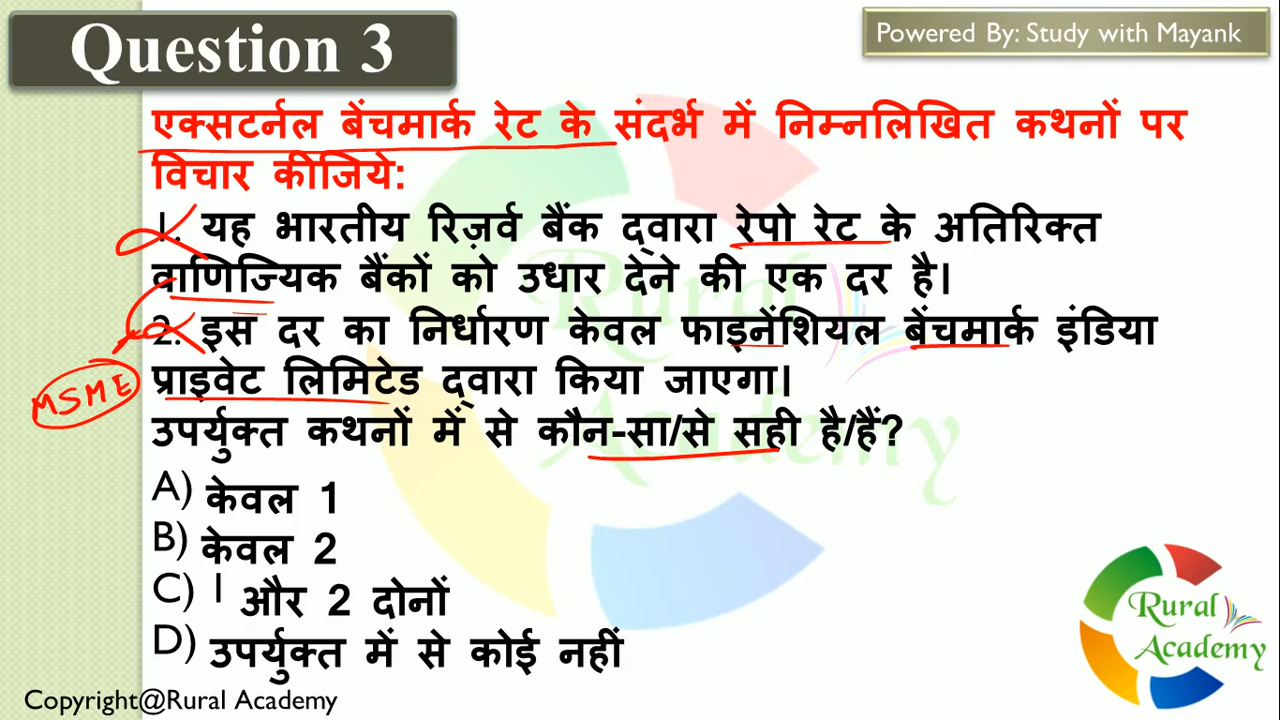 Question 3
Powered By: Study with Mayank
एक्सटर्नल बेंचमार्क रेट के संदर्भ में निम्नलिखित कथनों पर
विचार कीजिये:
1. यह भारतीय रिज़र्व बैंक द्वारा रेपो रेट के अतिरिक्त
वाणिज्यिक बैंकों को उधार देने की एक दर है।
2. इस दर का निर्धारण केवल फाइनेंशियल बेंचमार्क इंडिया
प्राइवेट लिमिटेड द्वारा किया जाएगा।
MSME
उपर्युक्त कथनों में से कौन-सा/से सही है/हैं?
A) केवल 1
B) केवल 2
C) 1 और 2 दोनों
D) उपर्युक्त में से कोई नहीं
Rural
Academy
Rural
Academy
Copyright@Rural Academy